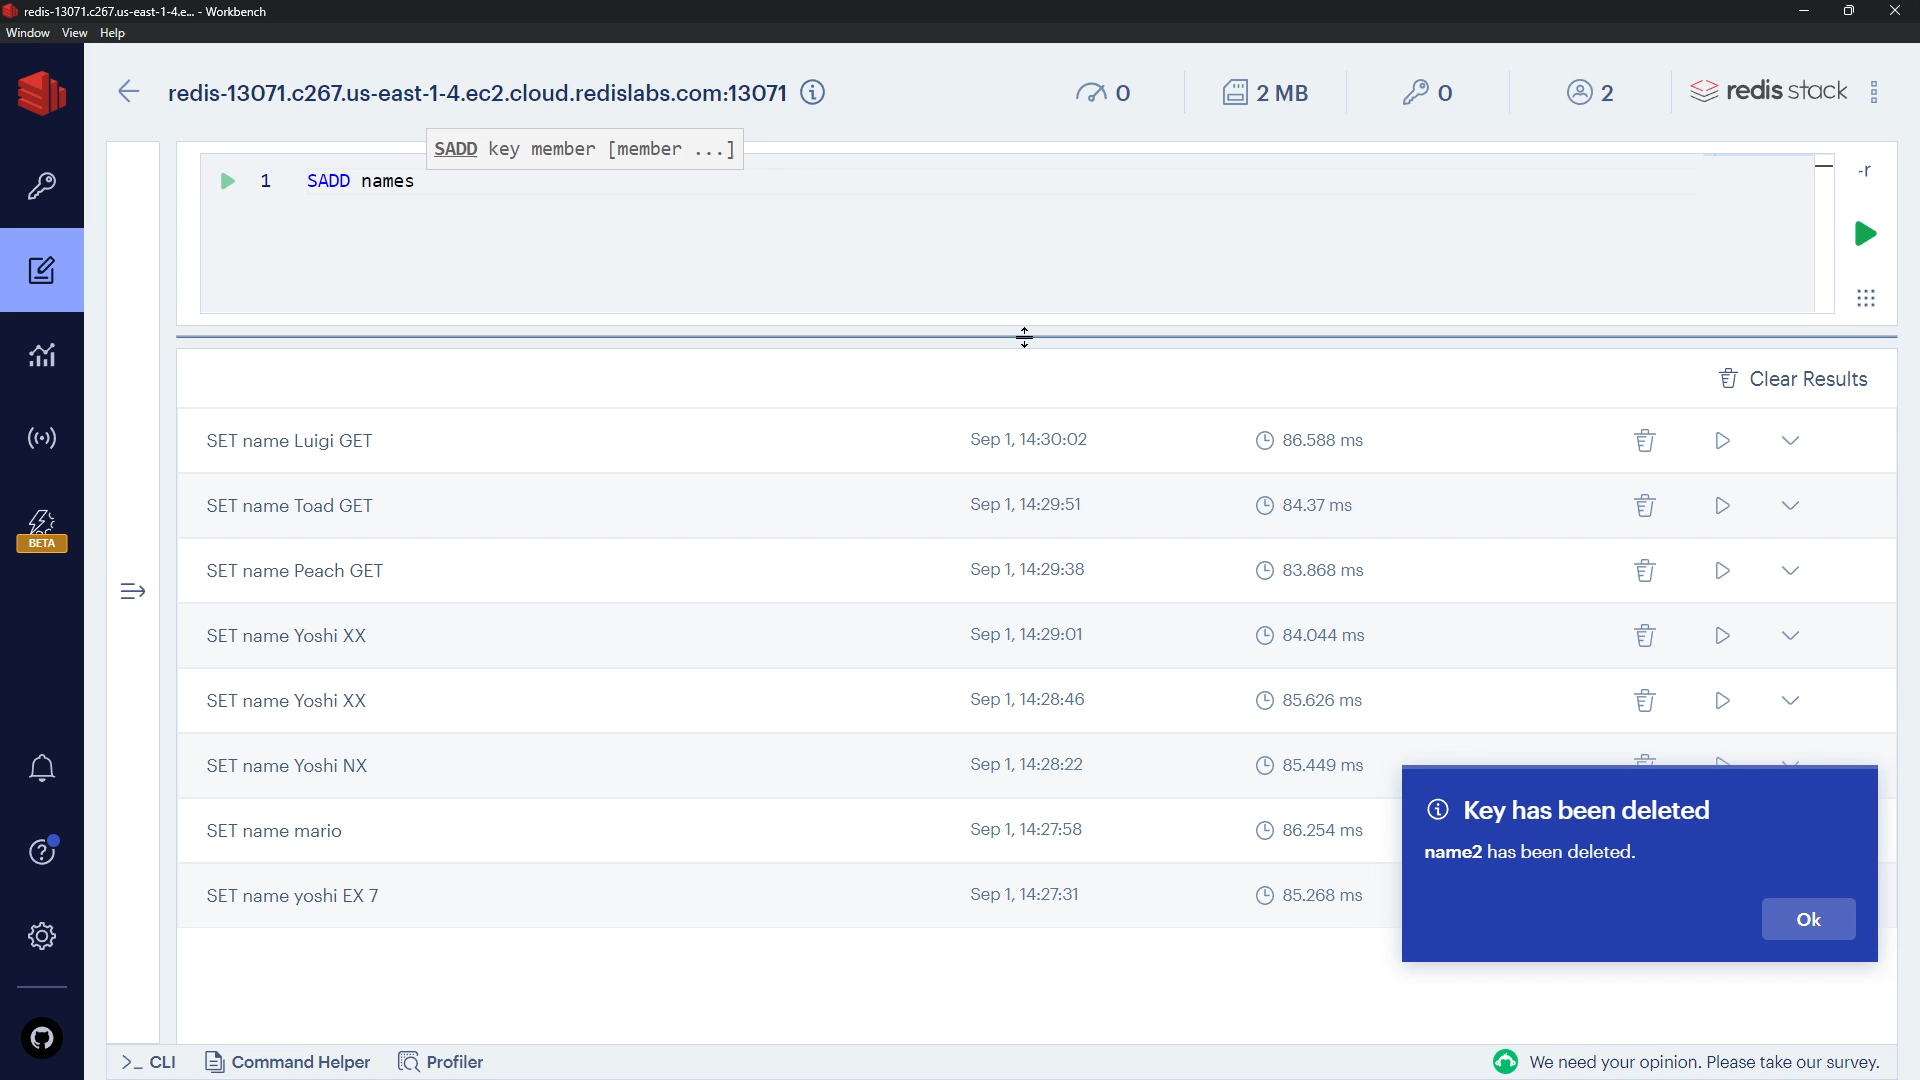 redis-13071.c267.us-east-1-4.e... - Workbench
Window View Help
redis-13071.c267.us-east-1-4.ec2.cloud.redislabs.com:13071
0
2 MB
0
2
redis stack
SADD key member [member ...]
1 SADD names
-r
Clear Results
SET name Luigi GET Sep 1, 14:30:02 86.588 ms
SET name Toad GET Sep 1, 14:29:51 84.37 ms
SET name Peach GET Sep 1, 14:29:38 83.868 ms
SET name Yoshi XX Sep 1, 14:29:01 84.044 ms
SET name Yoshi XX Sep 1, 14:28:46 85.626 ms
SET name Yoshi NX Sep 1, 14:28:22 85.449 ms
SET name mario Sep 1, 14:27:58 86.254 ms
SET name yoshi EX 7 Sep 1, 14:27:31 85.268 ms
BETA
Key has been deleted
name2 has been deleted.
Ok
>_ CLI Command Helper Profiler
We need your opinion. Please take our survey.